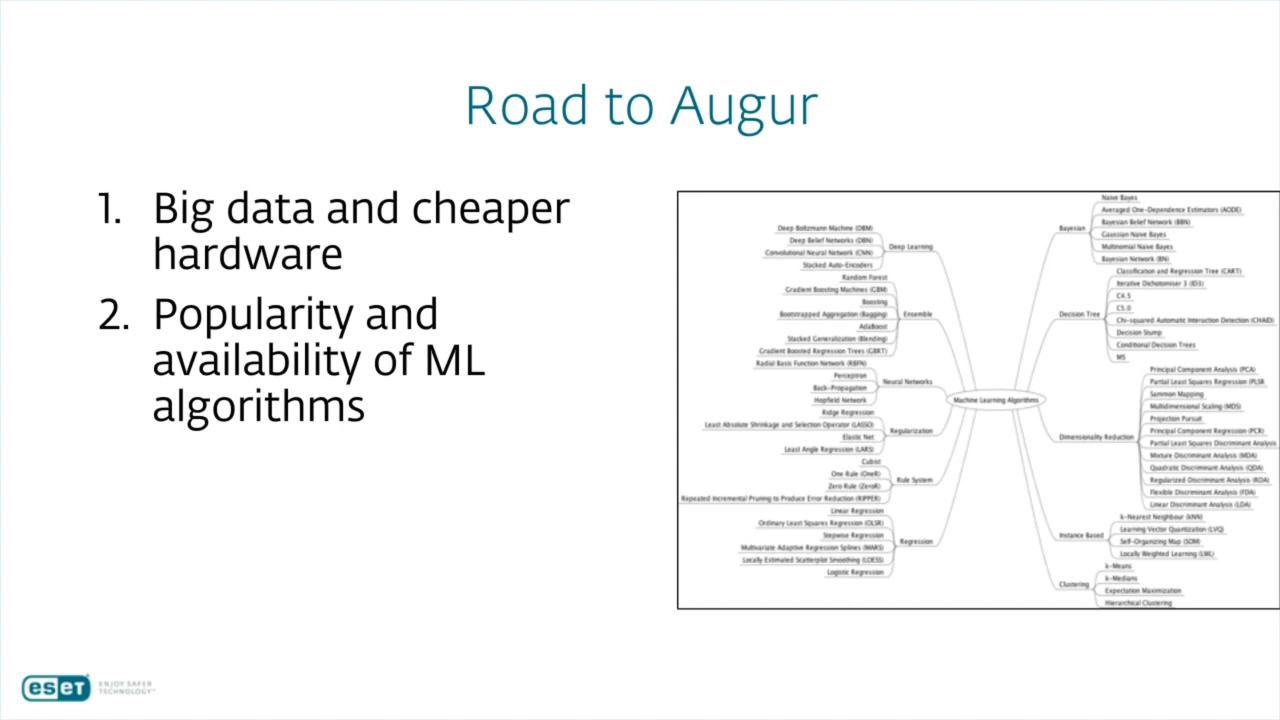 Road to Augur
1. Big data and cheaper
hardware
2. Popularity and
availability of ML
algorithms
Deep Boltzmann Machine (DBM)
Deep Belief Networks (DBN)
Convolutional Neural Network (CNN)
Stacked Auto-Encoders
Deep Learning
Random Forest
Gradient Boosting Machines (GBM)
Boosting
Bootstrapped Aggregation (Bagging)
AdaBoost
Stacked Generalization (Blending)
Gradient Boosted Regression Trees (GBRT)
Ensemble
Radial Basis Function Network (RBFN)
Perceptron
Back-Propagation
Hopfield Network
Neural Networks
Ridge Regression
Least Absolute Shrinkage and Selection Operator (LASSO)
Elastic Net
Least Angle Regression (LARS)
Regularization
Cubist
One Rule (OneR)
Zero Rule (ZeroR)
Repeated Incremental Pruning to Produce Error Reduction (RIPPER)
Rule System
Linear Regression
Ordinary Least Squares Regression (OLSR)
Stepwise Regression
Multivariate Adaptive Regression Splines (MARS)
Locally Estimated Scatterplot Smoothing (LOESS)
Logistic Regression
Regression
Machine Learning Algorithms
Bayesian
Naive Bayes
Averaged One-Dependence Estimators (AODE)
Bayesian Belief Network (BBN)
Gaussian Naive Bayes
Multinomial Naive Bayes
Bayesian Network (BN)
Decision Tree
Classification and Regression Tree (CART)
Iterative Dichotomiser 3 (ID3)
C4.5
C5.0
Chi-squared Automatic Interaction Detection (CHAID)
Decision Stump
Conditional Decision Trees
M5
Dimensionality Reduction
Principal Component Analysis (PCA)
Partial Least Squares Regression (PLSR
Sammon Mapping
Multidimensional Scaling (MDS)
Projection Pursuit
Principal Component Regression (PCR)
Partial Least Squares Discriminant Analysis
Mixture Discriminant Analysis (MDA)
Quadratic Discriminant Analysis (QDA)
Regularized Discriminant Analysis (RDA)
Flexible Discriminant Analysis (FDA)
Linear Discriminant Analysis (LDA)
Instance Based
k-Nearest Neighbour (kNN)
Learning Vector Quantization (LVQ)
Self-Organizing Map (SOM)
Locally Weighted Learning (LWL)
Clustering
k-Means
k-Medians
Expectation Maximization
Hierarchical Clustering
eset
ENJOY SAFER
TECHNOLOGY